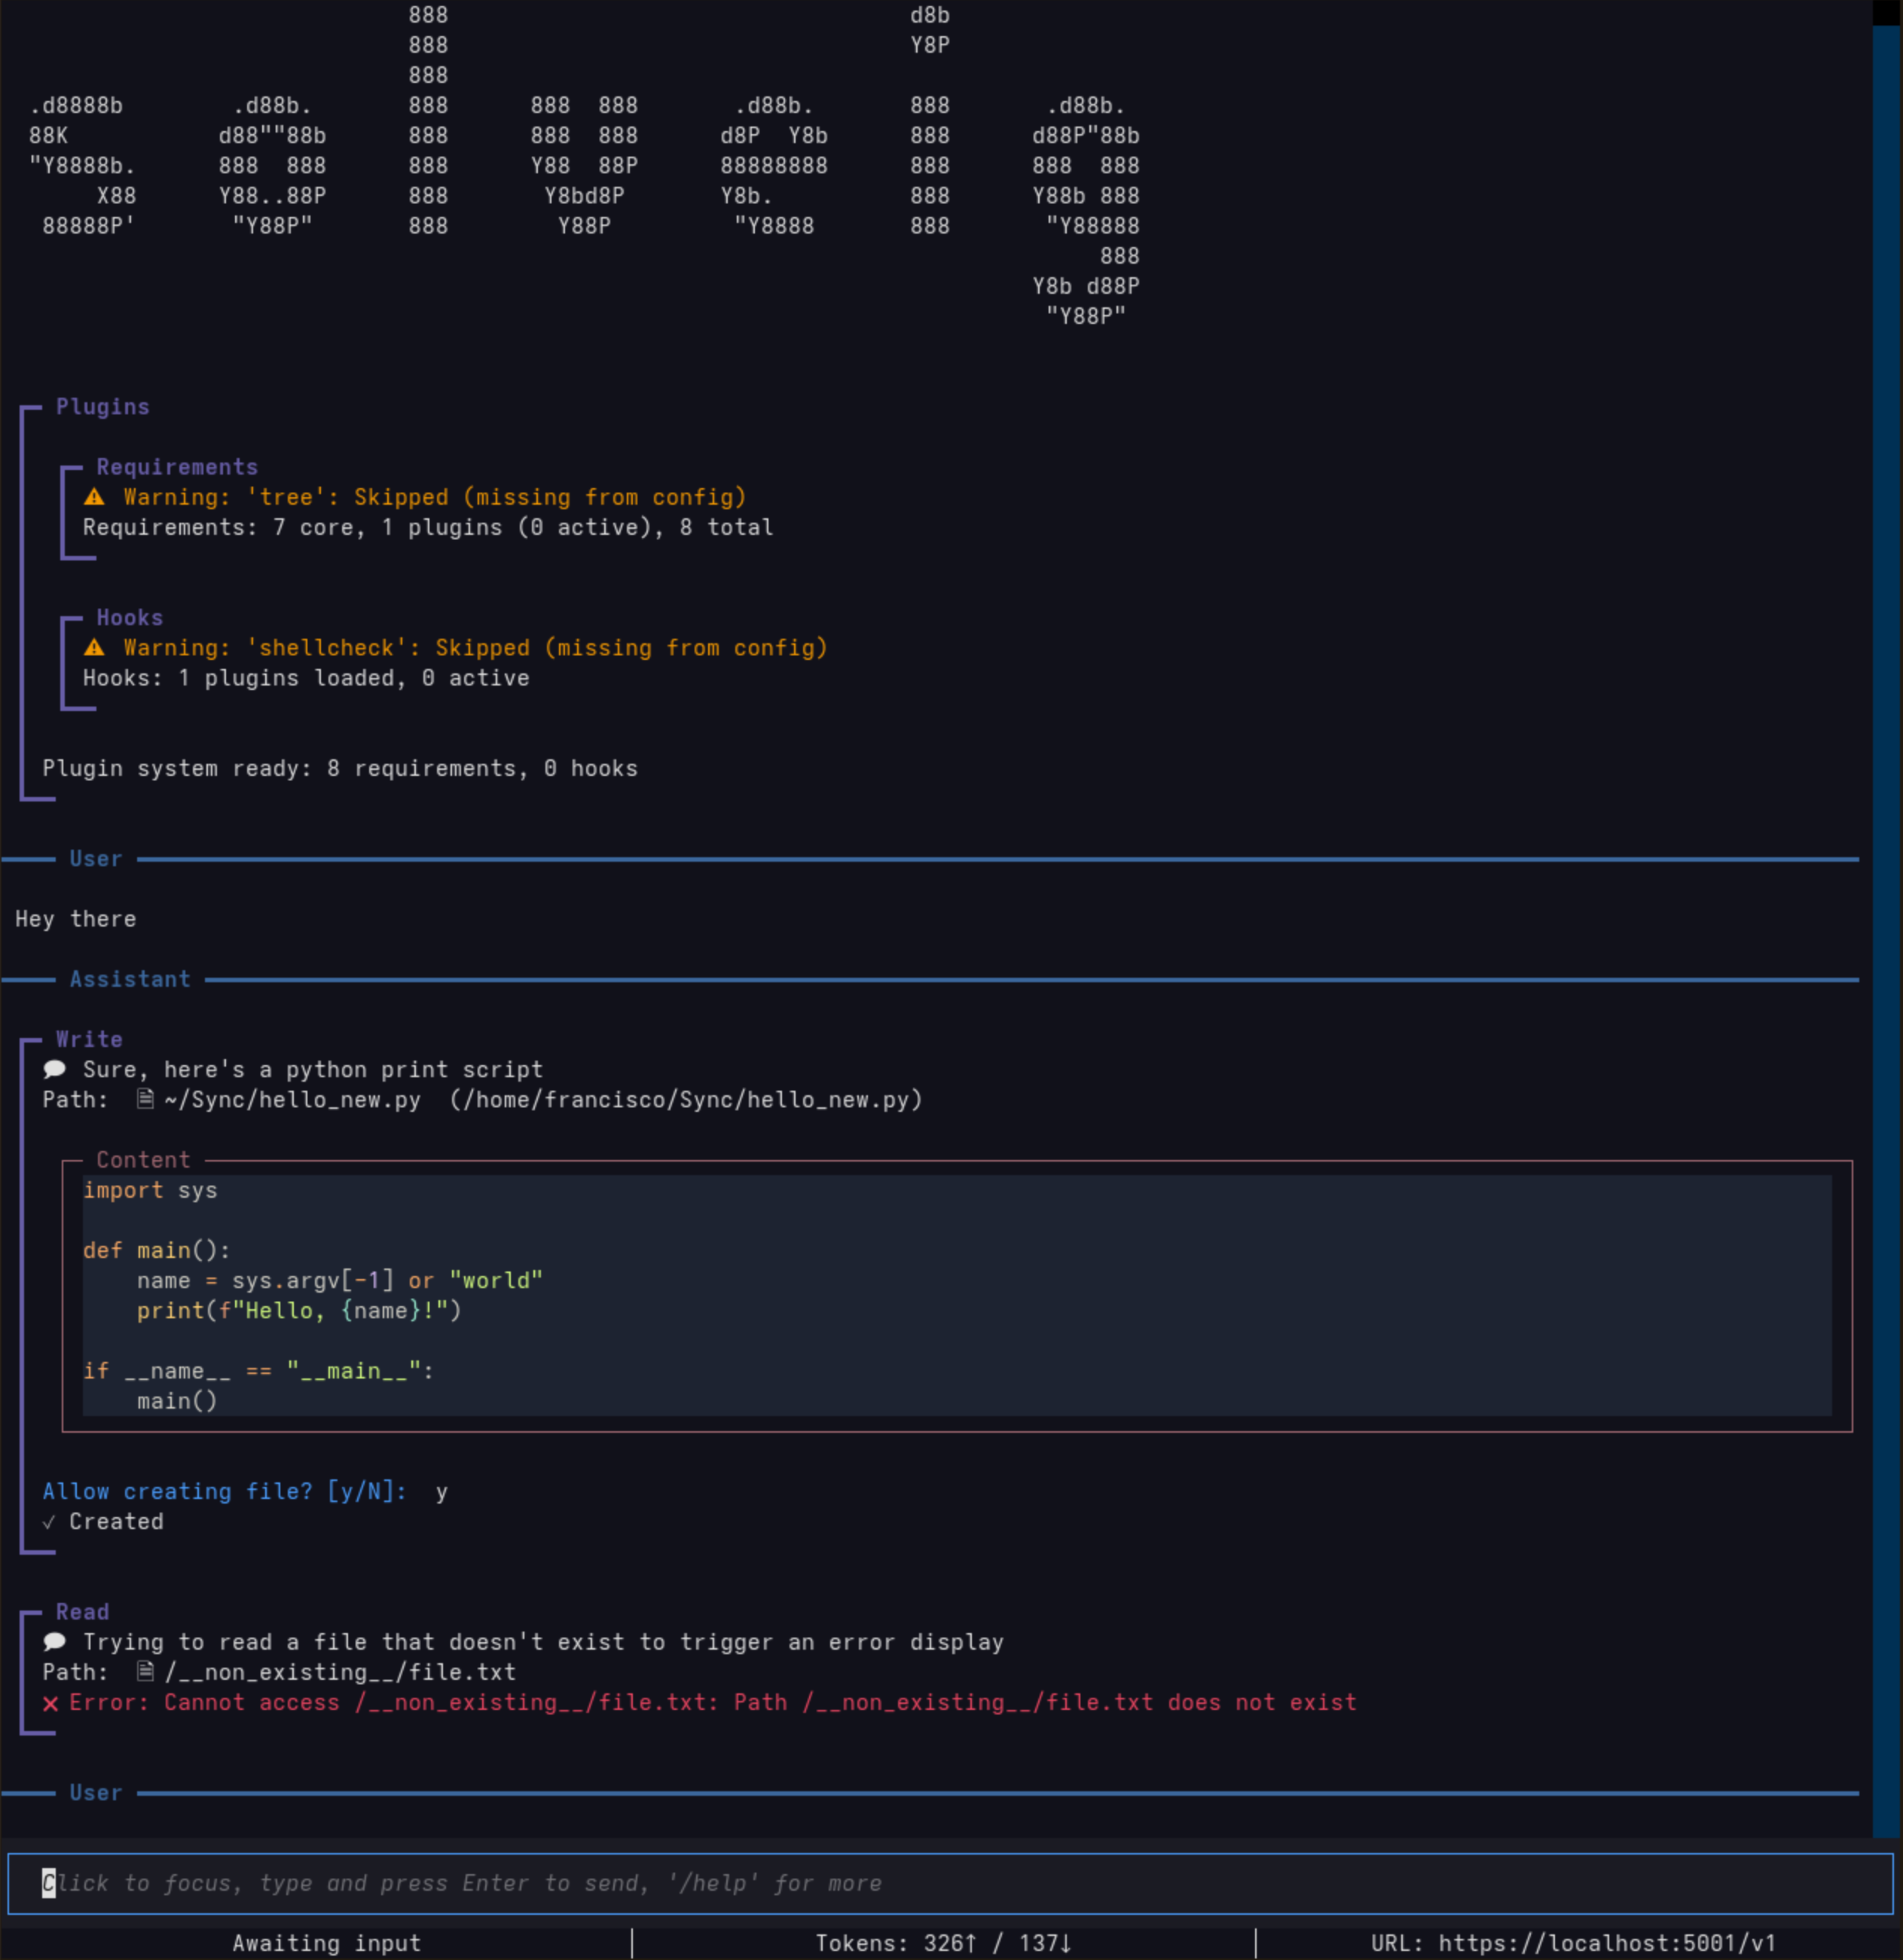 888                                  d8b
                              888                                  Y8P
                              888
  .d8888b        .d88b.       888      888  888       .d88b.       888       .d88b.
  88K           d88""88b      888      888  888      d8P  Y8b      888      d88P"88b
  "Y8888b.      888  888      888      Y88  88P      88888888      888      888  888
       X88      Y88..88P      888       Y8bd8P       Y8b.          888      Y88b 888
   88888P'       "Y88P"       888        Y88P         "Y8888       888       "Y88888
                                                                                 888
                                                                            Y8b d88P
                                                                             "Y88P"
Plugins
Requirements
⚠ Warning: 'tree': Skipped (missing from config)
Requirements: 7 core, 1 plugins (0 active), 8 total
Hooks
⚠ Warning: 'shellcheck': Skipped (missing from config)
Hooks: 1 plugins loaded, 0 active
Plugin system ready: 8 requirements, 0 hooks
User
Hey there
Assistant
Write
💬 Sure, here's a python print script
Path: 🗎 ~/Sync/hello_new.py (/home/francisco/Sync/hello_new.py)
Content
import sys
def main():
    name = sys.argv[-1] or "world"
    print(f"Hello, {name}!")
if __name__ == "__main__":
    main()
Allow creating file? [y/N]: y
✓ Created
Read
💬 Trying to read a file that doesn't exist to trigger an error display
Path: 🗎 /__non_existing__/file.txt
✕ Error: Cannot access /__non_existing__/file.txt: Path /__non_existing__/file.txt does not exist
User
Click to focus, type and press Enter to send, '/help' for more
Awaiting input │ Tokens: 326↑ / 137↓ │ URL: https://localhost:5001/v1